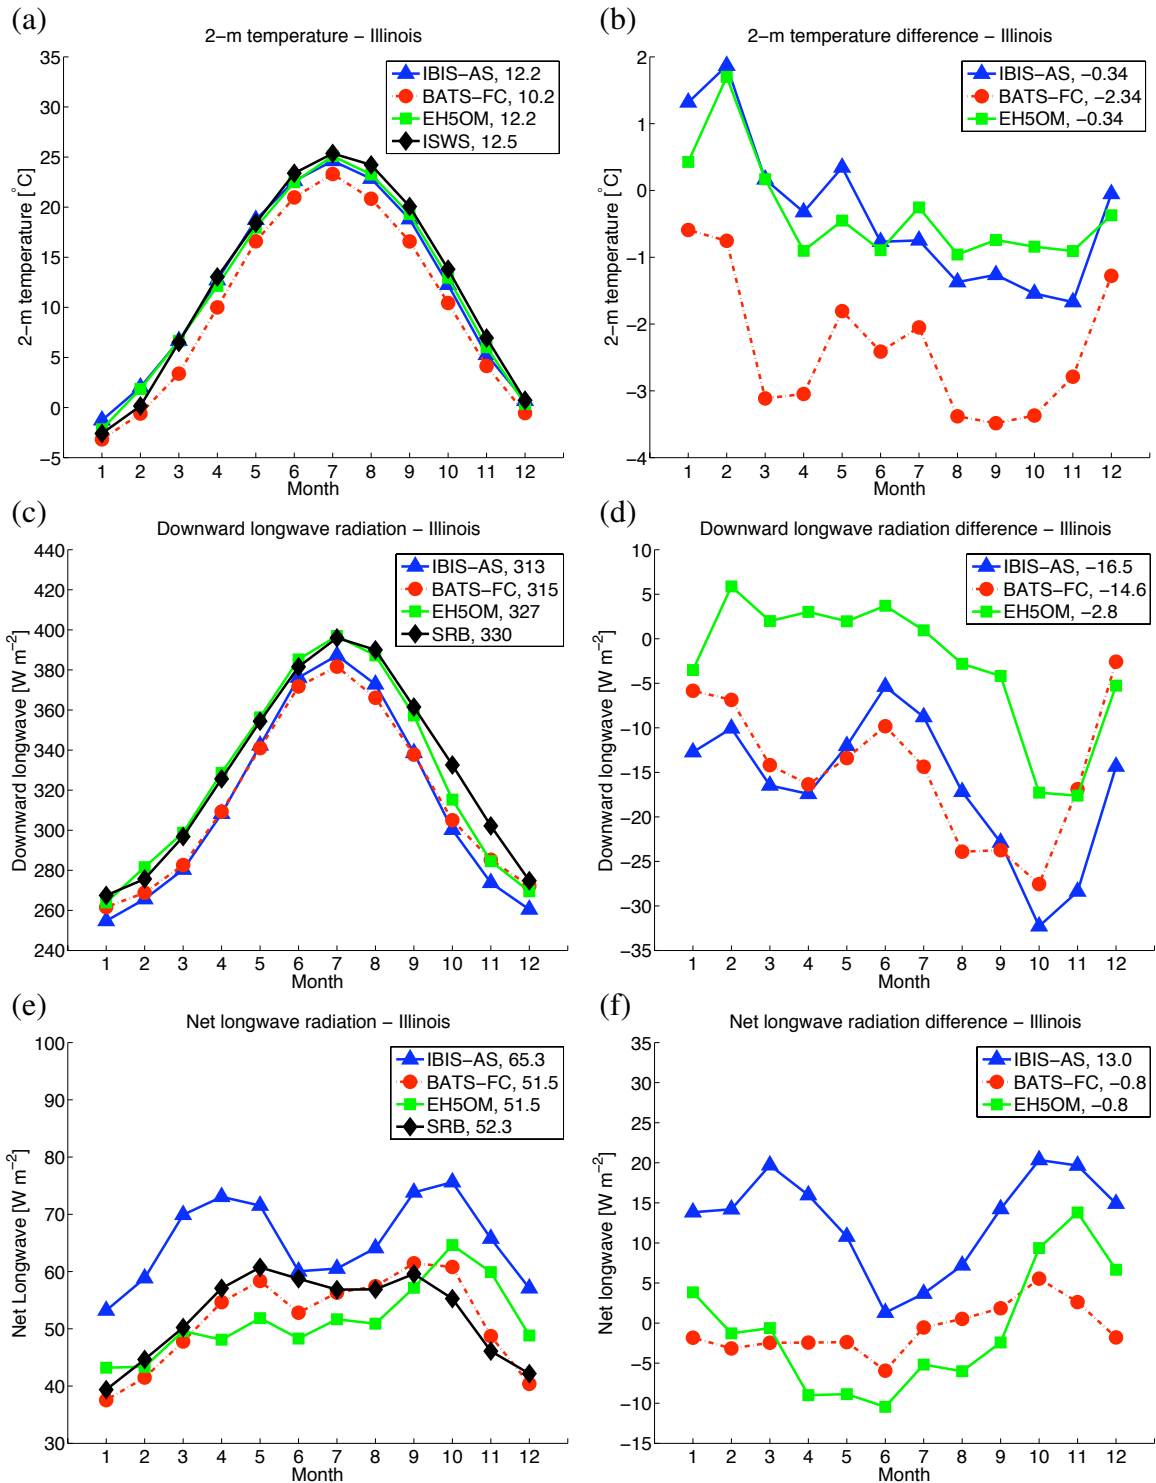 (a)
2−m temperature − Illinois
35
30
25
20
15
10
5
0
−5
2−m temperature [°C]
IBIS−AS, 12.2
BATS−FC, 10.2
EH5OM, 12.2
ISWS, 12.5
1 2 3 4 5 6 7 8 9 10 11 12
Month
(b)
2−m temperature difference − Illinois
2
1
0
−1
−2
−3
−4
2−m temperature [°C]
IBIS−AS, −0.34
BATS−FC, −2.34
EH5OM, −0.34
1 2 3 4 5 6 7 8 9 10 11 12
Month
(c)
Downward longwave radiation − Illinois
440
420
400
380
360
340
320
300
280
260
240
Downward longwave [W m−2]
IBIS−AS, 313
BATS−FC, 315
EH5OM, 327
SRB, 330
1 2 3 4 5 6 7 8 9 10 11 12
Month
(d)
Downward longwave radiation difference − Illinois
10
5
0
−5
−10
−15
−20
−25
−30
−35
Downward longwave [W m−2]
IBIS−AS, −16.5
BATS−FC, −14.6
EH5OM, −2.8
1 2 3 4 5 6 7 8 9 10 11 12
Month
(e)
Net longwave radiation − Illinois
100
90
80
70
60
50
40
30
Net Longwave [W m−2]
IBIS−AS, 65.3
BATS−FC, 51.5
EH5OM, 51.5
SRB, 52.3
1 2 3 4 5 6 7 8 9 10 11 12
Month
(f)
Net longwave radiation difference − Illinois
35
30
25
20
15
10
5
0
−5
−10
−15
Net longwave [W m−2]
IBIS−AS, 13.0
BATS−FC, −0.8
EH5OM, −0.8
1 2 3 4 5 6 7 8 9 10 11 12
Month